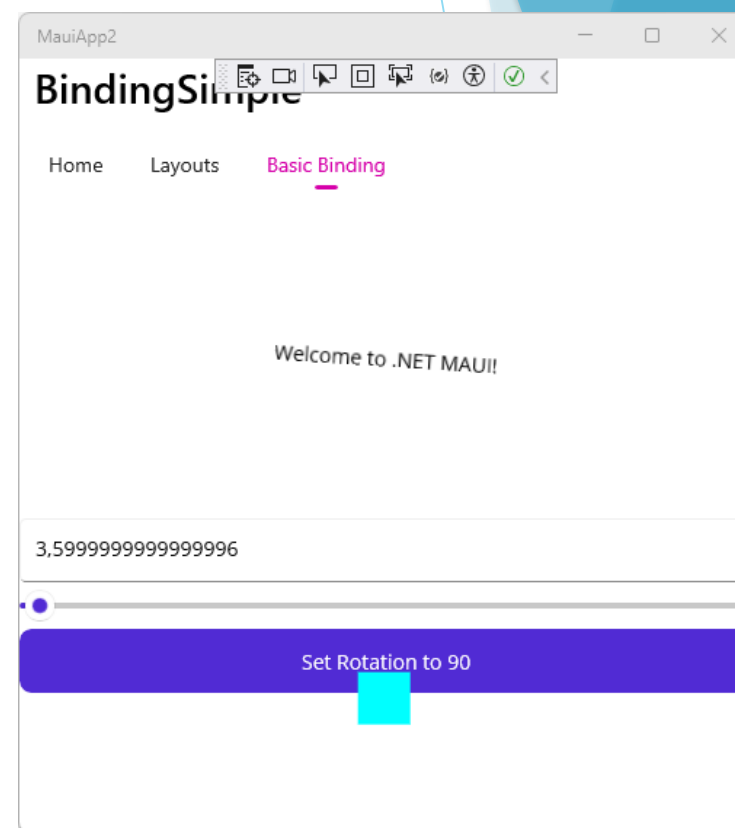 MauiApp2
BindingSimple
Home Layouts Basic Binding
Welcome to .NET MAUI!
3,5999999999999996
Set Rotation to 90